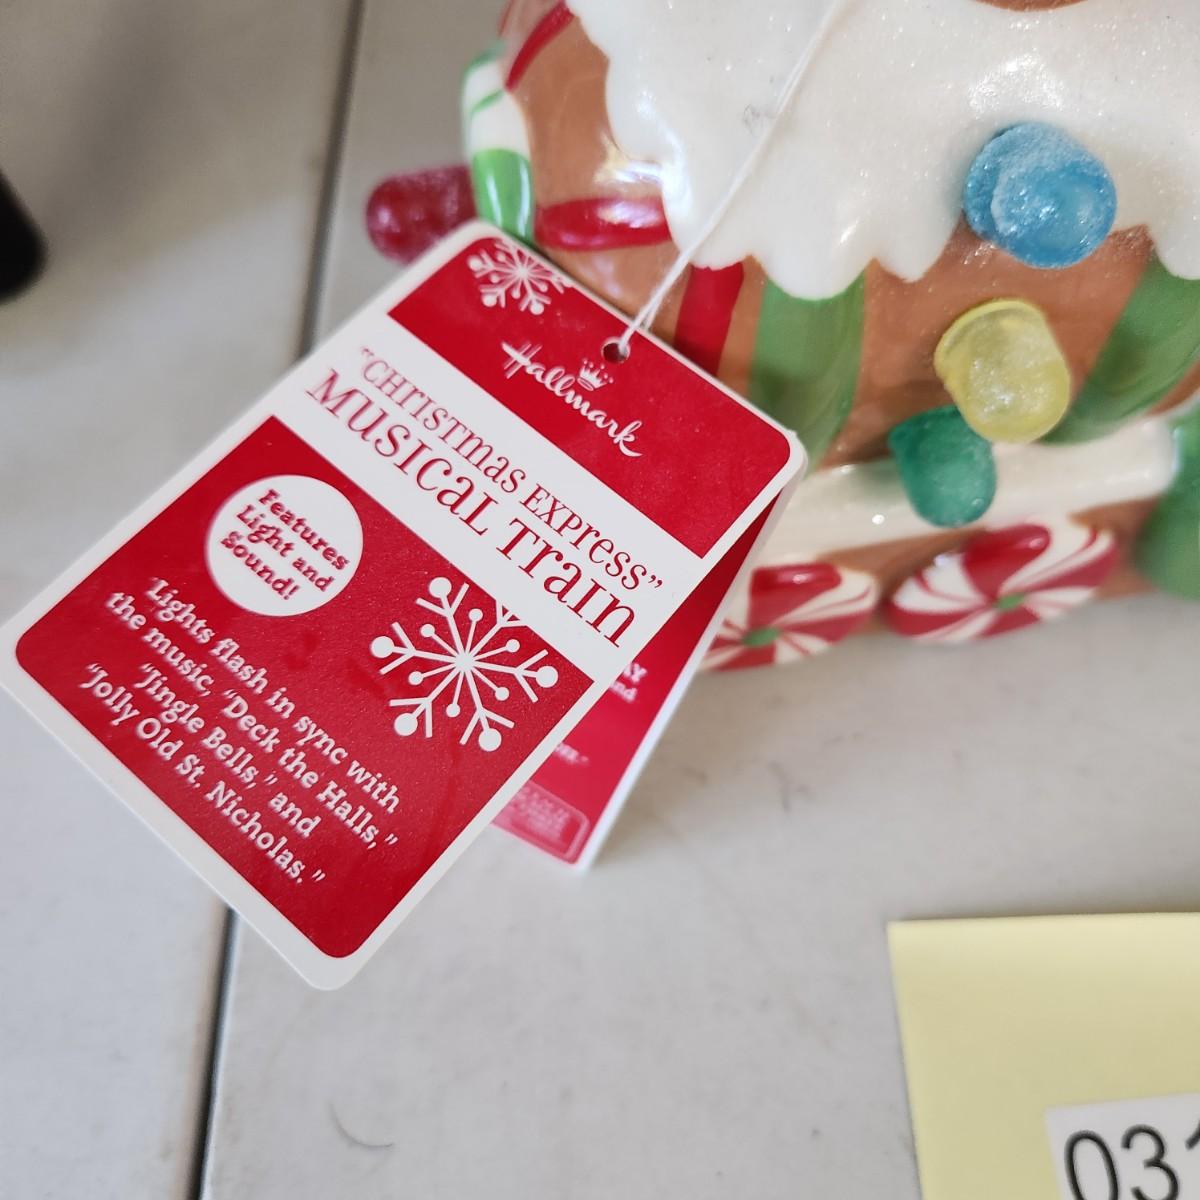 Hallmark
"CHRISTMAS EXPRESS"
MUSICAL TRAIN
Features
Light and
Sound!
Lights flash in sync with
the music, "Deck the Halls,"
"Jingle Bells," and
"Jolly Old St. Nicholas."
031